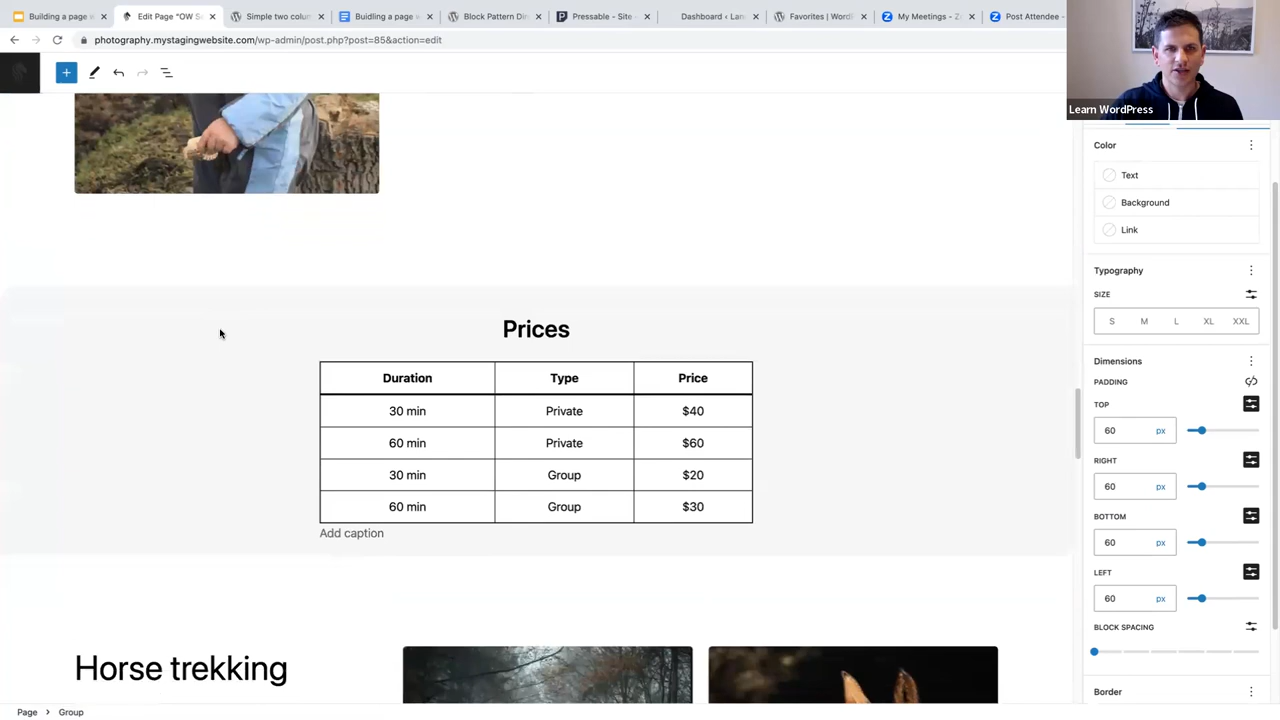 Building a page w
Edit Page “OW S
Simple two colum
Buidling a page w
Block Pattern Dir
Pressable - Site
Dashboard ‹ Lan
Favorites | WordP
My Meetings - Z
Post Attendee
photography.mystagingwebsite.com/wp-admin/post.php?post=85&action=edit
Learn WordPress
Color
Text
Background
Link
Typography
SIZE
S M L XL XXL
Dimensions
PADDING
TOP
60 px
RIGHT
60 px
BOTTOM
60 px
LEFT
60 px
BLOCK SPACING
Border
Prices
Duration Type Price
30 min Private $40
60 min Private $60
30 min Group $20
60 min Group $30
Add caption
Horse trekking
Page > Group